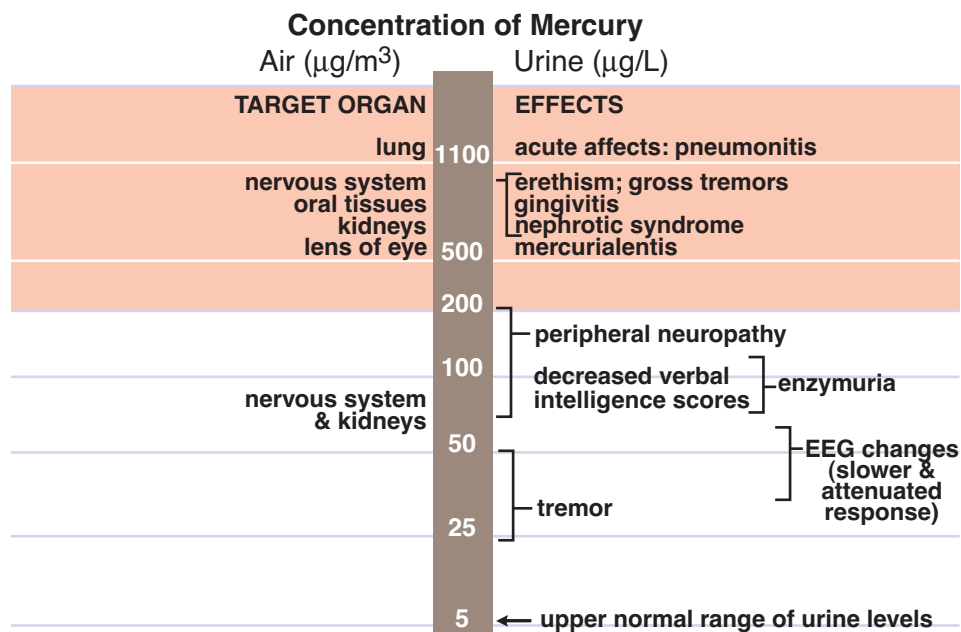 Concentration of Mercury
Air (µg/m³) Urine (µg/L)
TARGET ORGAN EFFECTS
lung 1100 acute affects: pneumonitis
nervous system erethism; gross tremors
oral tissues gingivitis
kidneys nephrotic syndrome
lens of eye 500 mercurialentis
200
peripheral neuropathy
100
decreased verbal
intelligence scores
enzymuria
nervous system
& kidneys
50
EEG changes
(slower &
attenuated
response)
tremor
25
5 upper normal range of urine levels